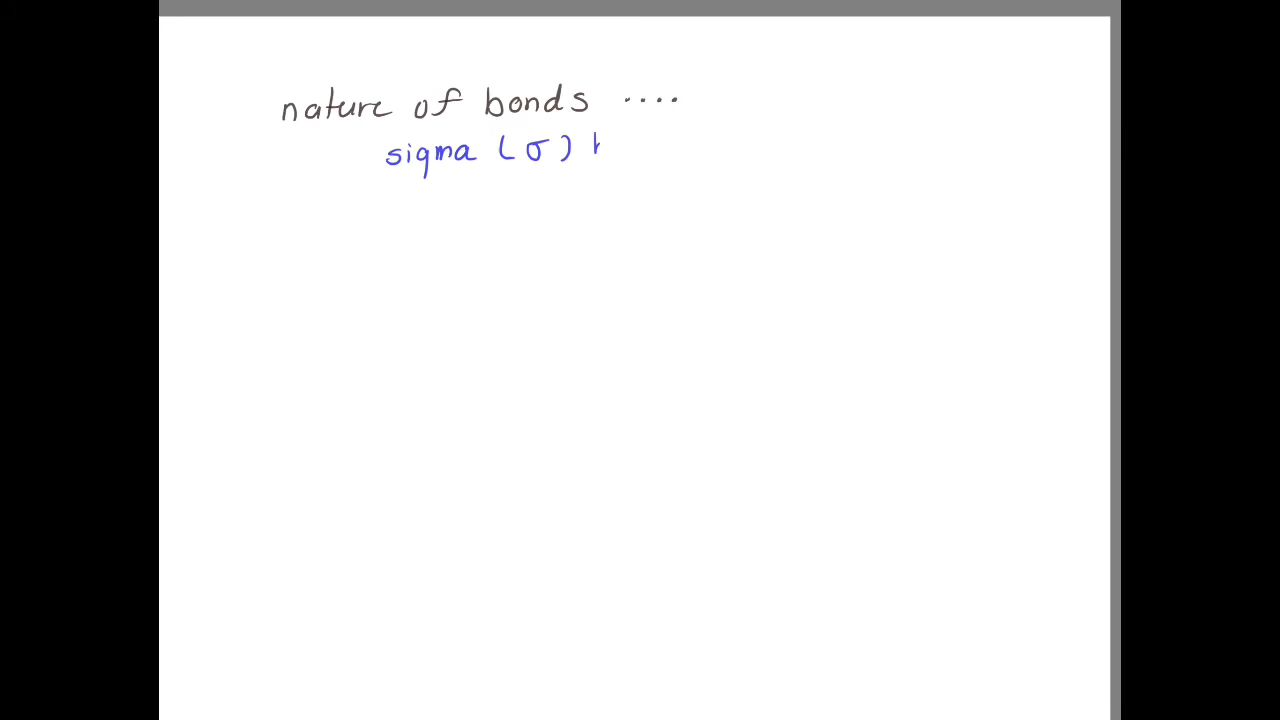 nature of bonds ....
sigma (σ)